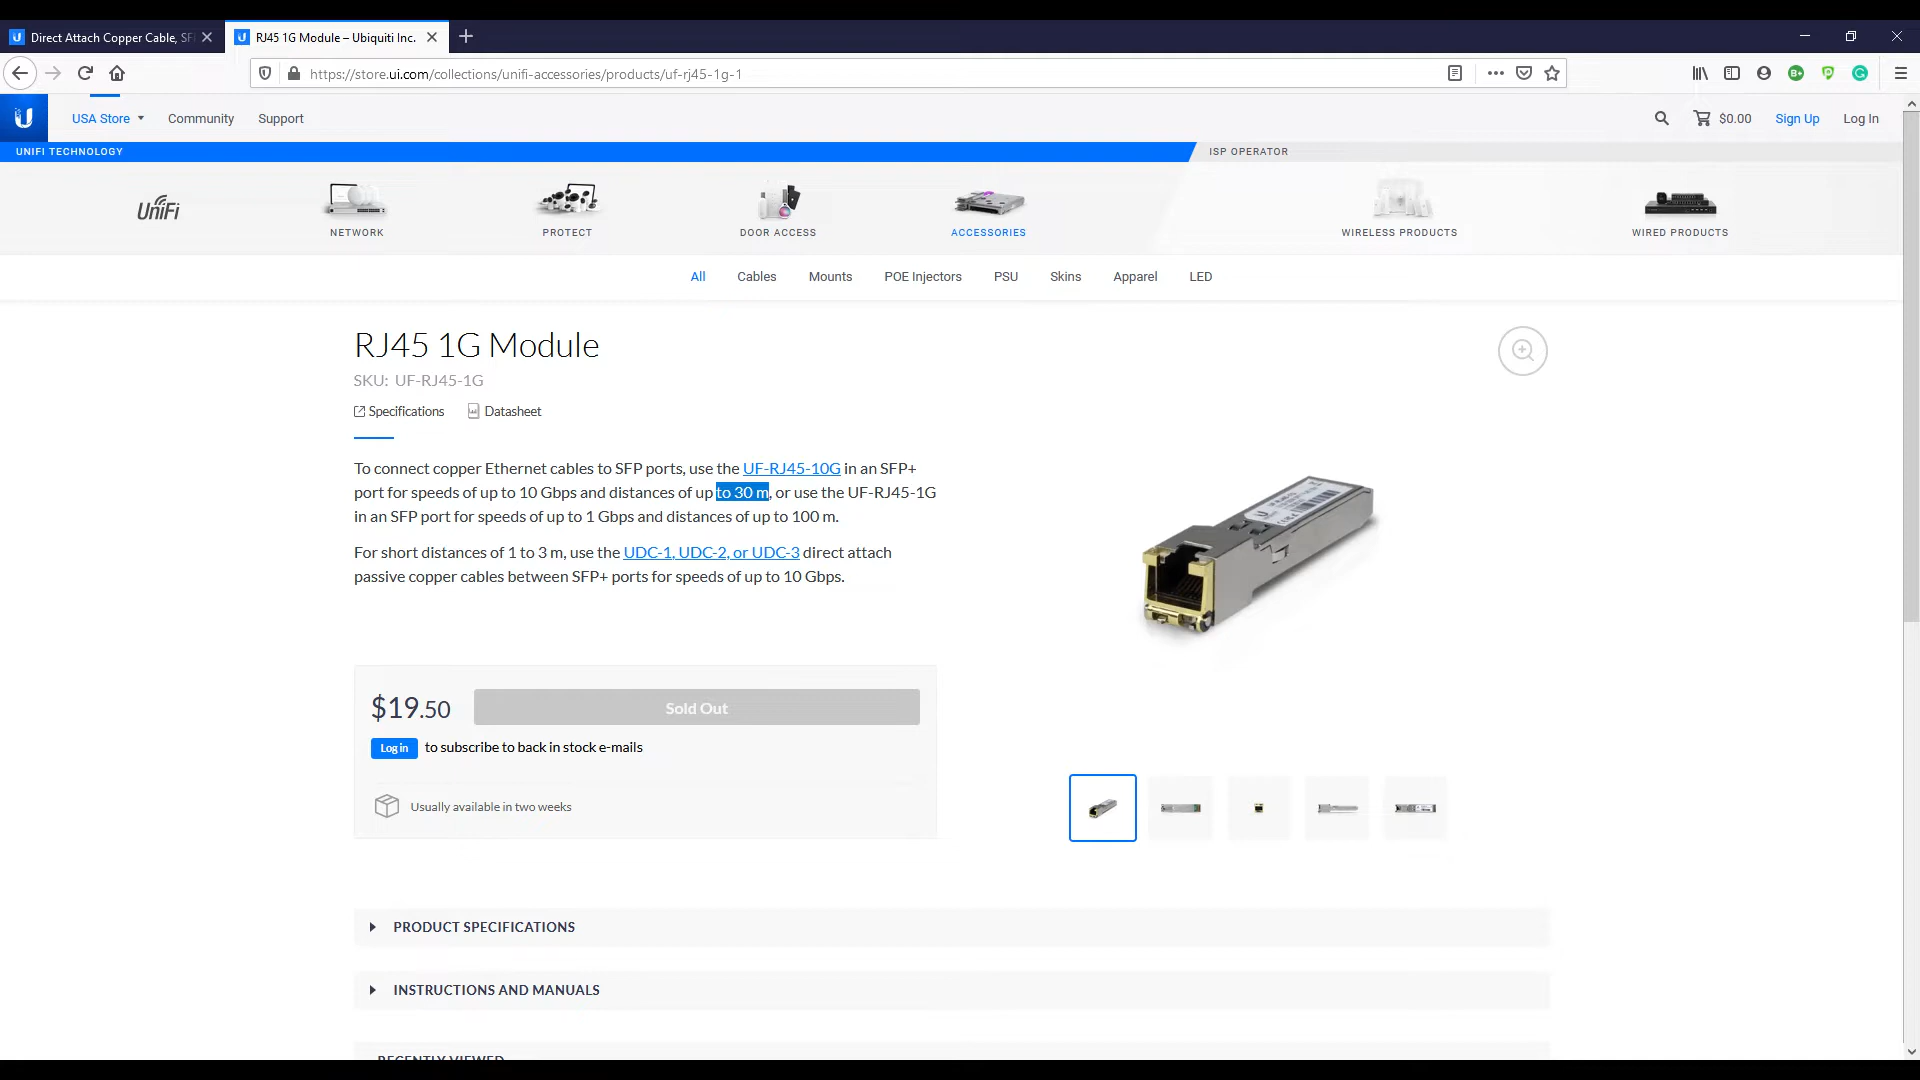 Direct Attach Copper Cable, SF
RJ45 1G Module – Ubiquiti Inc.
https://store.ui.com/collections/unifi-accessories/products/uf-rj45-1g-1
USA Store
Community
Support
$0.00
Sign Up
Log In
UNIFI TECHNOLOGY
ISP OPERATOR
UniFi
NETWORK
PROTECT
DOOR ACCESS
ACCESSORIES
WIRELESS PRODUCTS
WIRED PRODUCTS
All
Cables
Mounts
POE Injectors
PSU
Skins
Apparel
LED
RJ45 1G Module
SKU: UF-RJ45-1G
Specifications
Datasheet
To connect copper Ethernet cables to SFP ports, use the UF-RJ45-10G in an SFP+
port for speeds of up to 10 Gbps and distances of up to 30 m, or use the UF-RJ45-1G
in an SFP port for speeds of up to 1 Gbps and distances of up to 100 m.
For short distances of 1 to 3 m, use the UDC-1, UDC-2, or UDC-3 direct attach
passive copper cables between SFP+ ports for speeds of up to 10 Gbps.
$19.50
Sold Out
Log in to subscribe to back in stock e-mails
Usually available in two weeks
PRODUCT SPECIFICATIONS
INSTRUCTIONS AND MANUALS
RECENTLY VIEWED